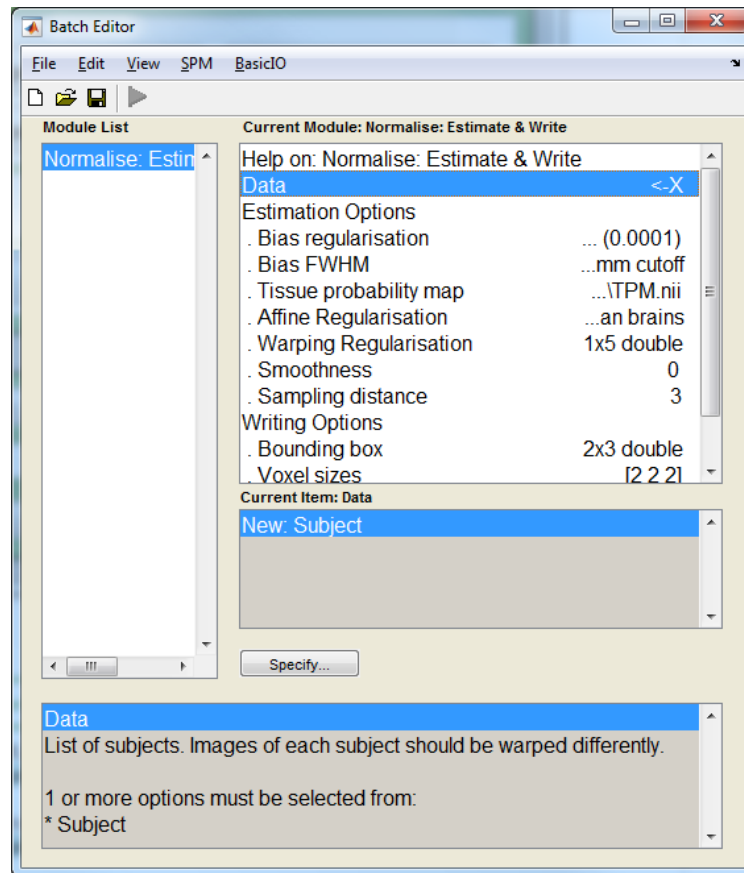 Batch Editor
File Edit View SPM BasicIO
Module List
Current Module: Normalise: Estimate & Write
Normalise: Estim
Help on: Normalise: Estimate & Write
Data <-X
Estimation Options
. Bias regularisation ... (0.0001)
. Bias FWHM ...mm cutoff
. Tissue probability map ...\TPM.nii
. Affine Regularisation ...an brains
. Warping Regularisation 1x5 double
. Smoothness 0
. Sampling distance 3
Writing Options
. Bounding box 2x3 double
. Voxel sizes [2 2 2]
Current Item: Data
New: Subject
Specify...
Data
List of subjects. Images of each subject should be warped differently.
1 or more options must be selected from:
* Subject